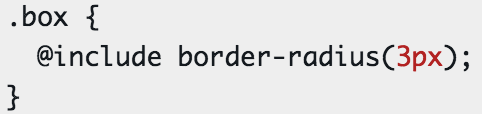 .box {
  @include border-radius(3px);
}